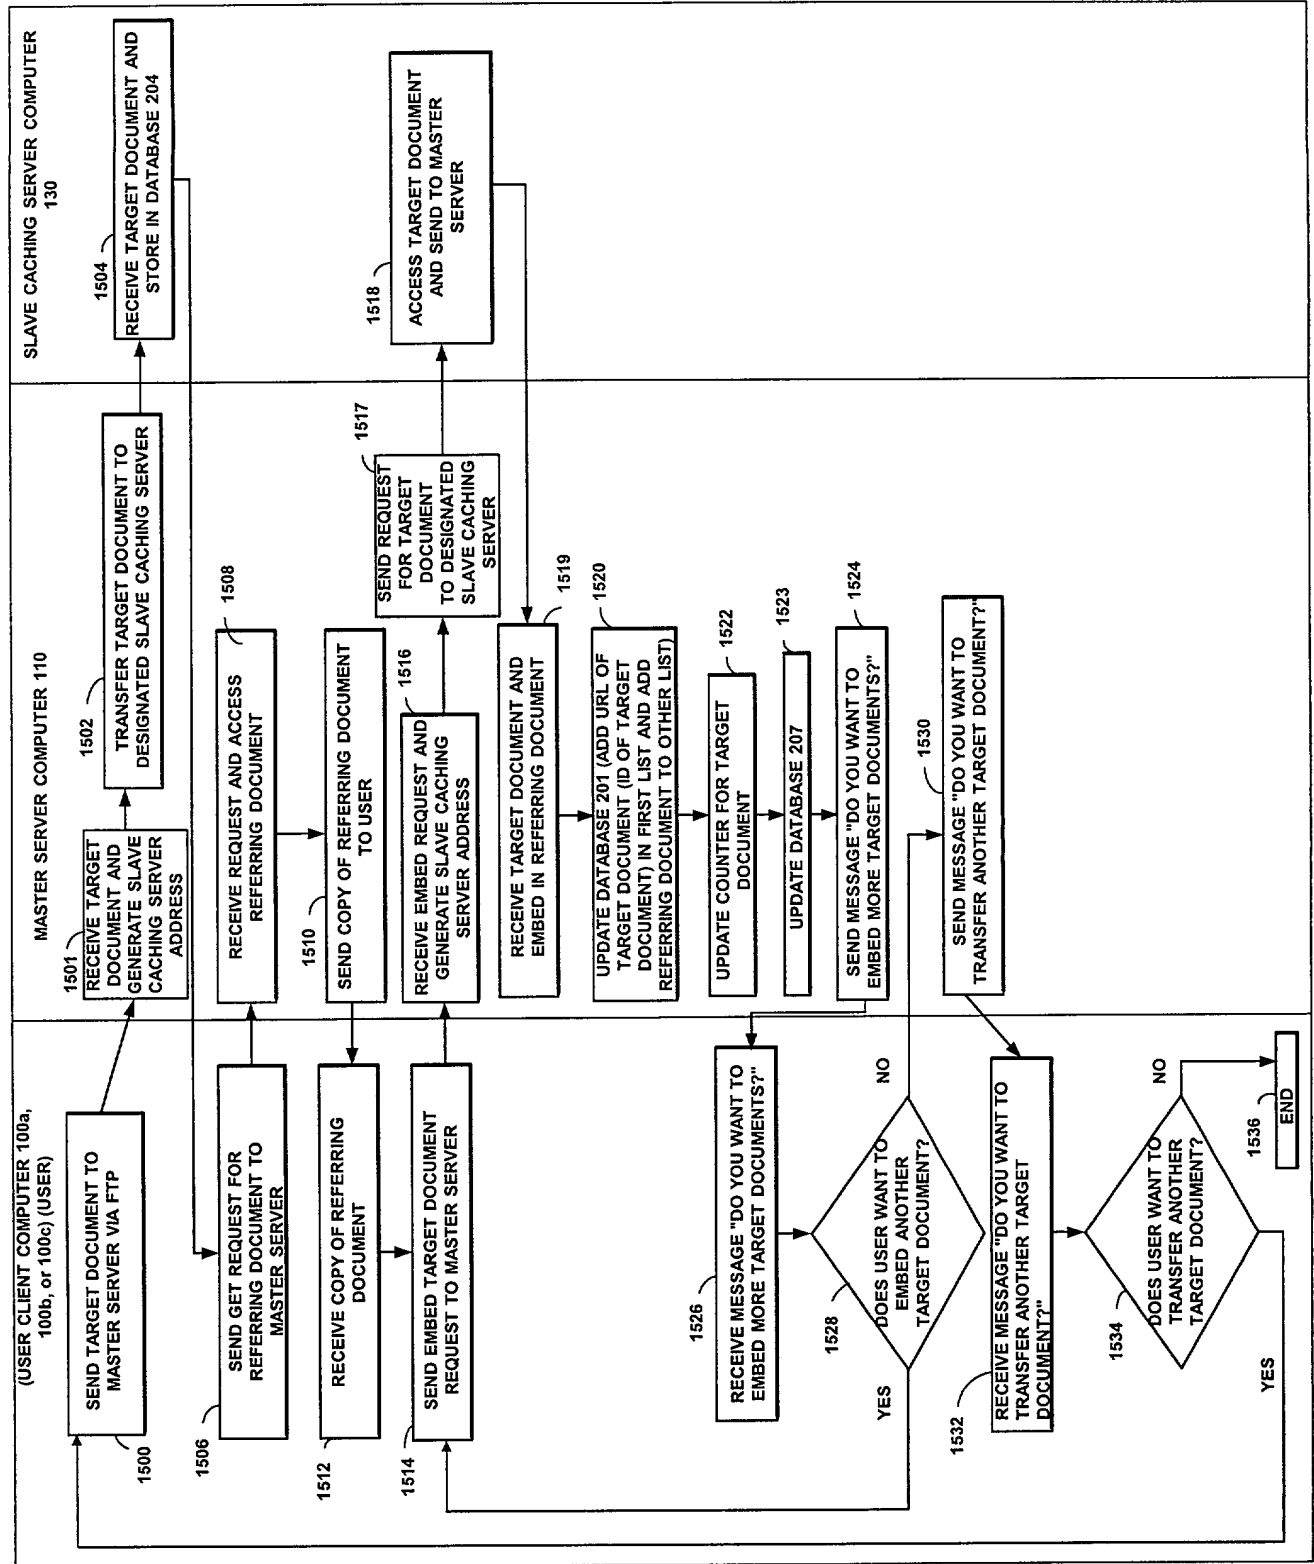 (USER CLIENT COMPUTER 100a,
100b, or 100c) (USER)
MASTER SERVER COMPUTER 110
SLAVE CACHING SERVER COMPUTER
130
SEND TARGET DOCUMENT TO
MASTER SERVER VIA FTP
1500
1501
RECEIVE TARGET
DOCUMENT AND
GENERATE SLAVE
CACHING SERVER
ADDRESS
1502
TRANSFER TARGET DOCUMENT TO
DESIGNATED SLAVE CACHING SERVER
1504
RECEIVE TARGET DOCUMENT AND
STORE IN DATABASE 204
SEND GET REQUEST FOR
REFERRING DOCUMENT TO
MASTER SERVER
1506
RECEIVE REQUEST AND ACCESS
REFERRING DOCUMENT
1508
1510
SEND COPY OF REFERRING DOCUMENT
TO USER
RECEIVE COPY OF REFERRING
DOCUMENT
1512
SEND EMBED TARGET DOCUMENT
REQUEST TO MASTER SERVER
1514
RECEIVE EMBED REQUEST AND
GENERATE SLAVE CACHING
SERVER ADDRESS
1516
SEND REQUEST
FOR TARGET
DOCUMENT
TO DESIGNATED
SLAVE CACHING
SERVER
1517
1518
ACCESS TARGET DOCUMENT
AND SEND TO MASTER
SERVER
RECEIVE TARGET DOCUMENT AND
EMBED IN REFERRING DOCUMENT
1519
UPDATE DATABASE 201 (ADD URL OF
TARGET DOCUMENT (ID OF TARGET
DOCUMENT) IN FIRST LIST AND ADD
REFERRING DOCUMENT TO OTHER LIST)
1520
UPDATE COUNTER FOR TARGET
DOCUMENT
1522
UPDATE DATABASE 207
1523
SEND MESSAGE "DO YOU WANT TO
EMBED MORE TARGET DOCUMENTS?"
1524
RECEIVE MESSAGE "DO YOU WANT TO
EMBED MORE TARGET DOCUMENTS?"
1526
DOES USER WANT TO
EMBED ANOTHER
TARGET DOCUMENT?
1528
YES
NO
SEND MESSAGE "DO YOU WANT TO
TRANSFER ANOTHER TARGET DOCUMENT?"
1530
RECEIVE MESSAGE "DO YOU WANT TO
TRANSFER ANOTHER TARGET
DOCUMENT?"
1532
DOES USER WANT TO
TRANSFER ANOTHER
TARGET DOCUMENT?
1534
YES
NO
1536
END